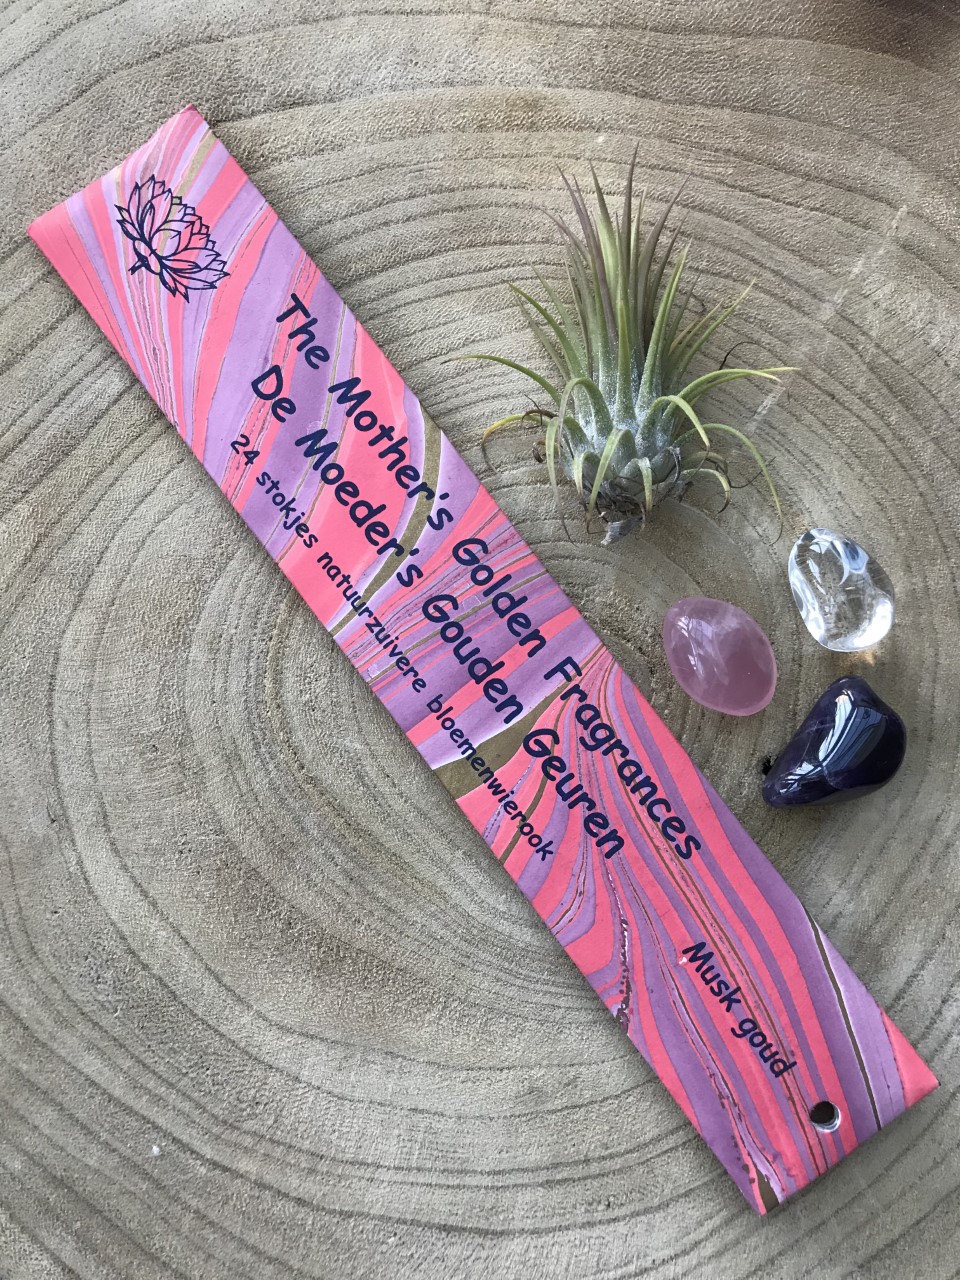 The Mother's Golden Fragrances
De Moeder's Gouden Geuren
24 stokjes natuurzuivere bloemenwierook
Musk goud